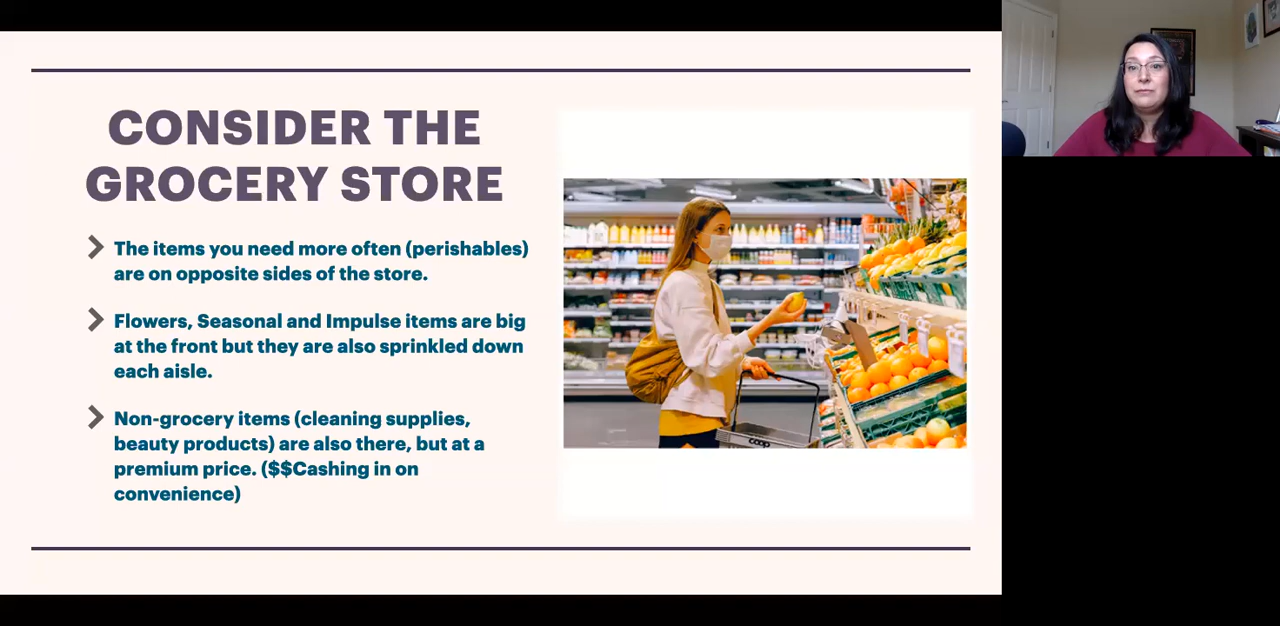 CONSIDER THE
GROCERY STORE
The items you need more often (perishables)
are on opposite sides of the store.
Flowers, Seasonal and Impulse items are big
at the front but they are also sprinkled down
each aisle.
Non-grocery items (cleaning supplies,
beauty products) are also there, but at a
premium price. ($$Cashing in on
convenience)
coop